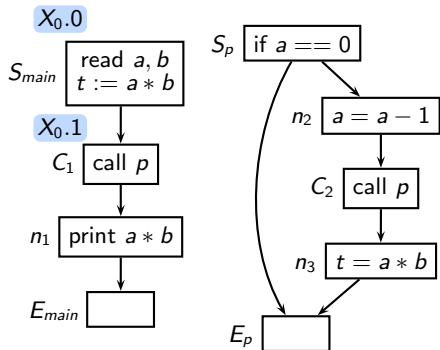 X₀.0
S_main
read a, b
t := a * b
X₀.1
C₁
call p
n₁
print a * b
E_main
S_p
if a == 0
n₂
a = a − 1
C₂
call p
n₃
t = a * b
E_p